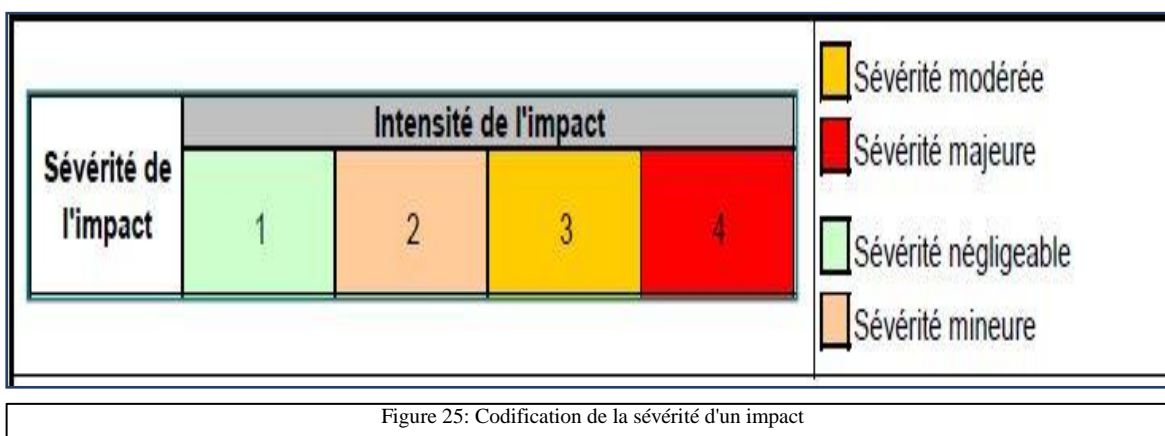 Sévérité de l'impact
Intensité de l'impact
1 2 3 4
Sévérité modérée
Sévérité majeure
Sévérité négligeable
Sévérité mineure
Figure 25: Codification de la sévérité d'un impact